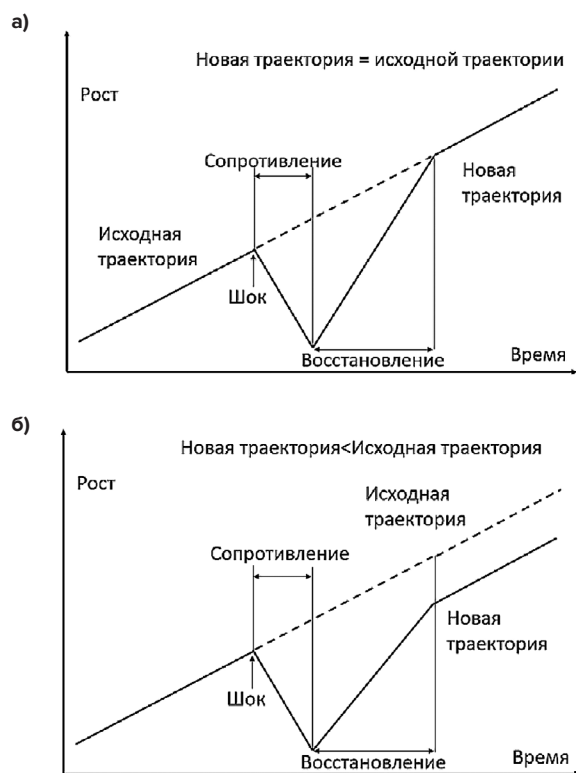 а)
Новая траектория = исходной траектории
Рост
Сопротивление
Новая
траектория
Исходная
траектория
Шок
Восстановление
Время
б)
Новая траектория<Исходная траектория
Рост
Исходная
траектория
Сопротивление
Новая
траектория
Шок
Восстановление
Время